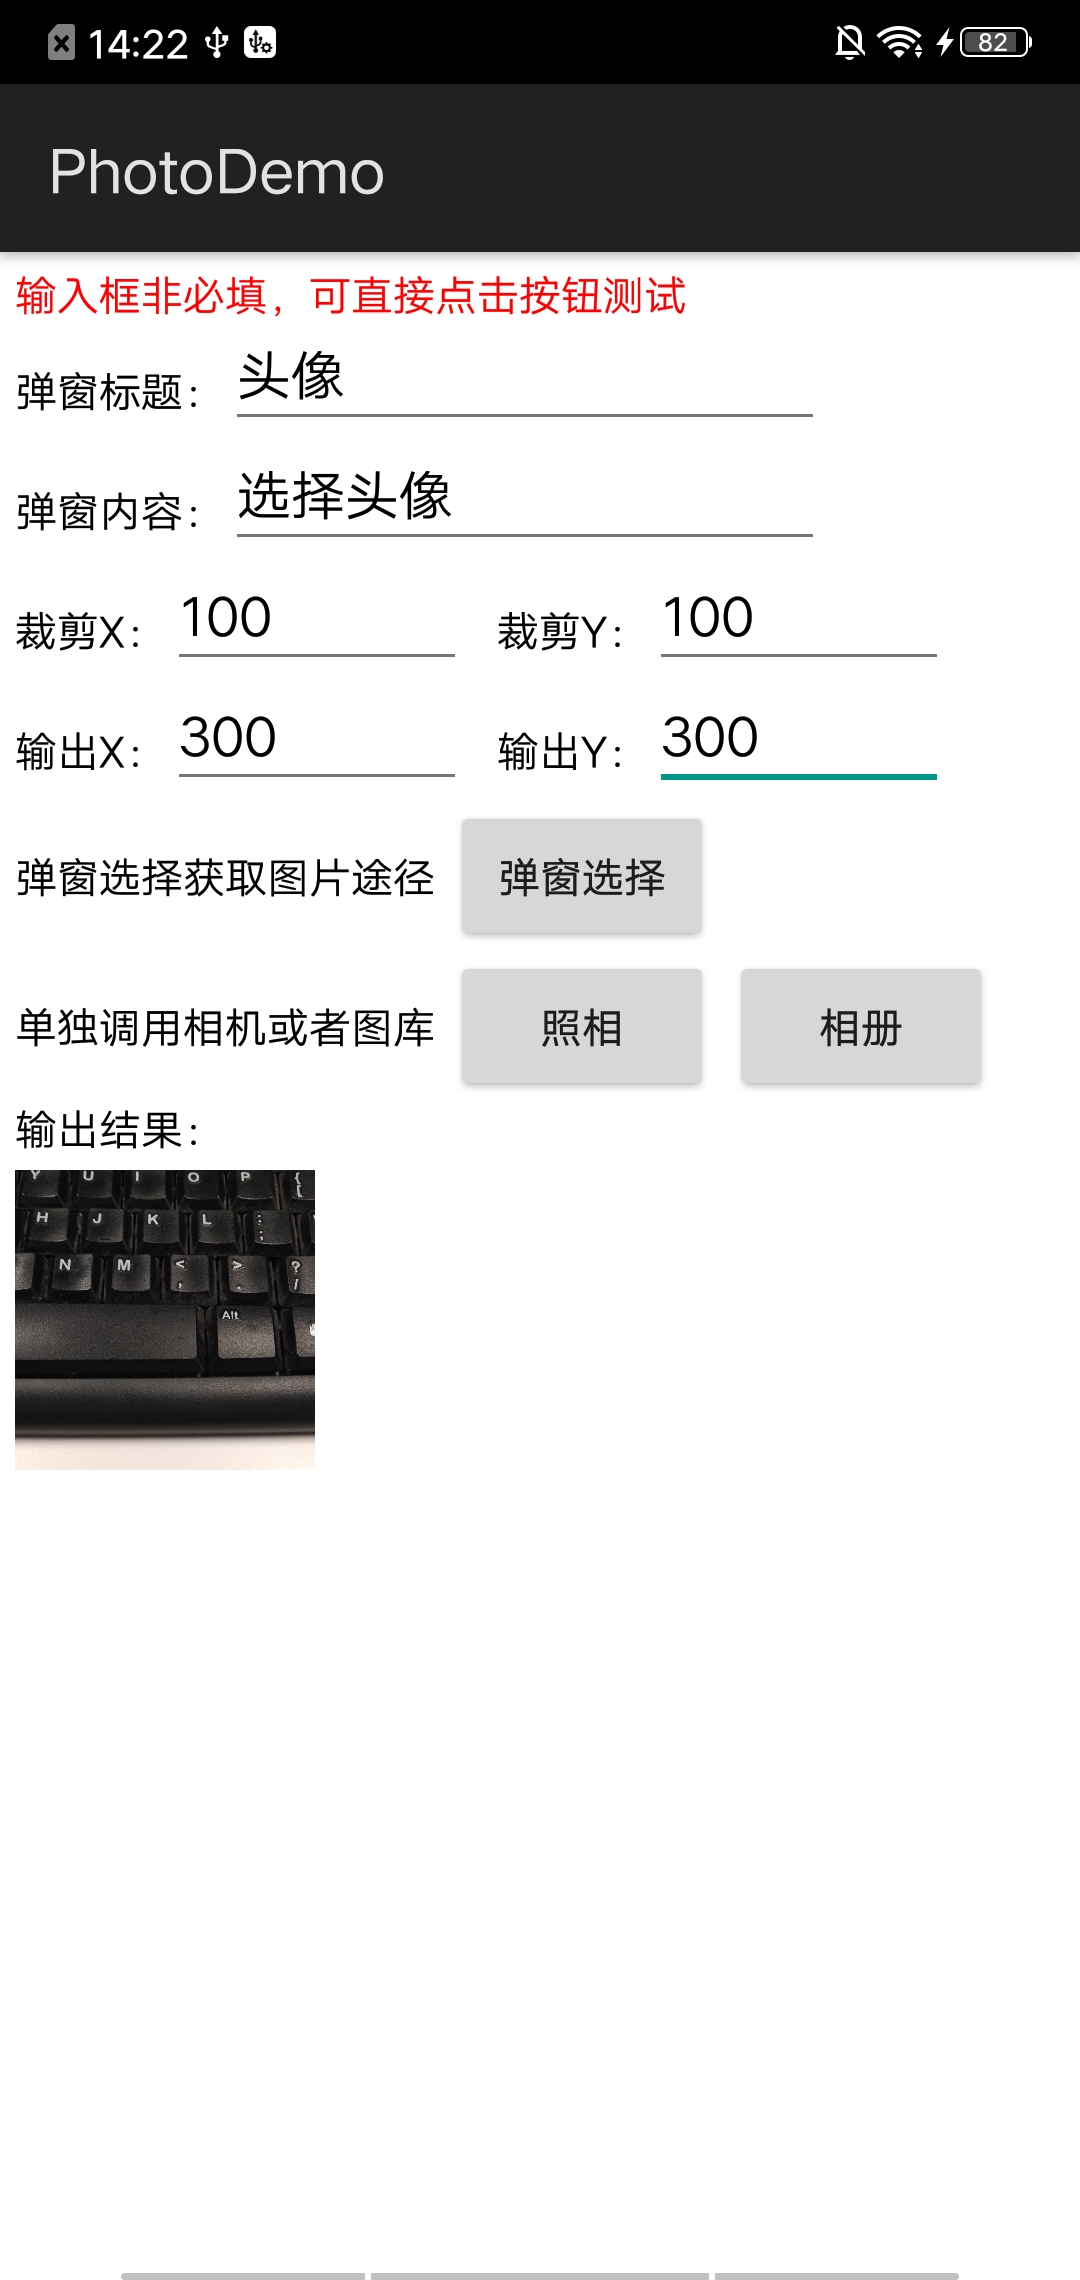 14:22 82
PhotoDemo
输入框非必填，可直接点击按钮测试
弹窗标题： 头像
弹窗内容： 选择头像
裁剪X： 100 裁剪Y： 100
输出X： 300 输出Y： 300
弹窗选择获取图片途径 弹窗选择
单独调用相机或者图库 照相 相册
输出结果：
Y U I O P { [
H J K L : ;
N M < , > . ? /
Alt